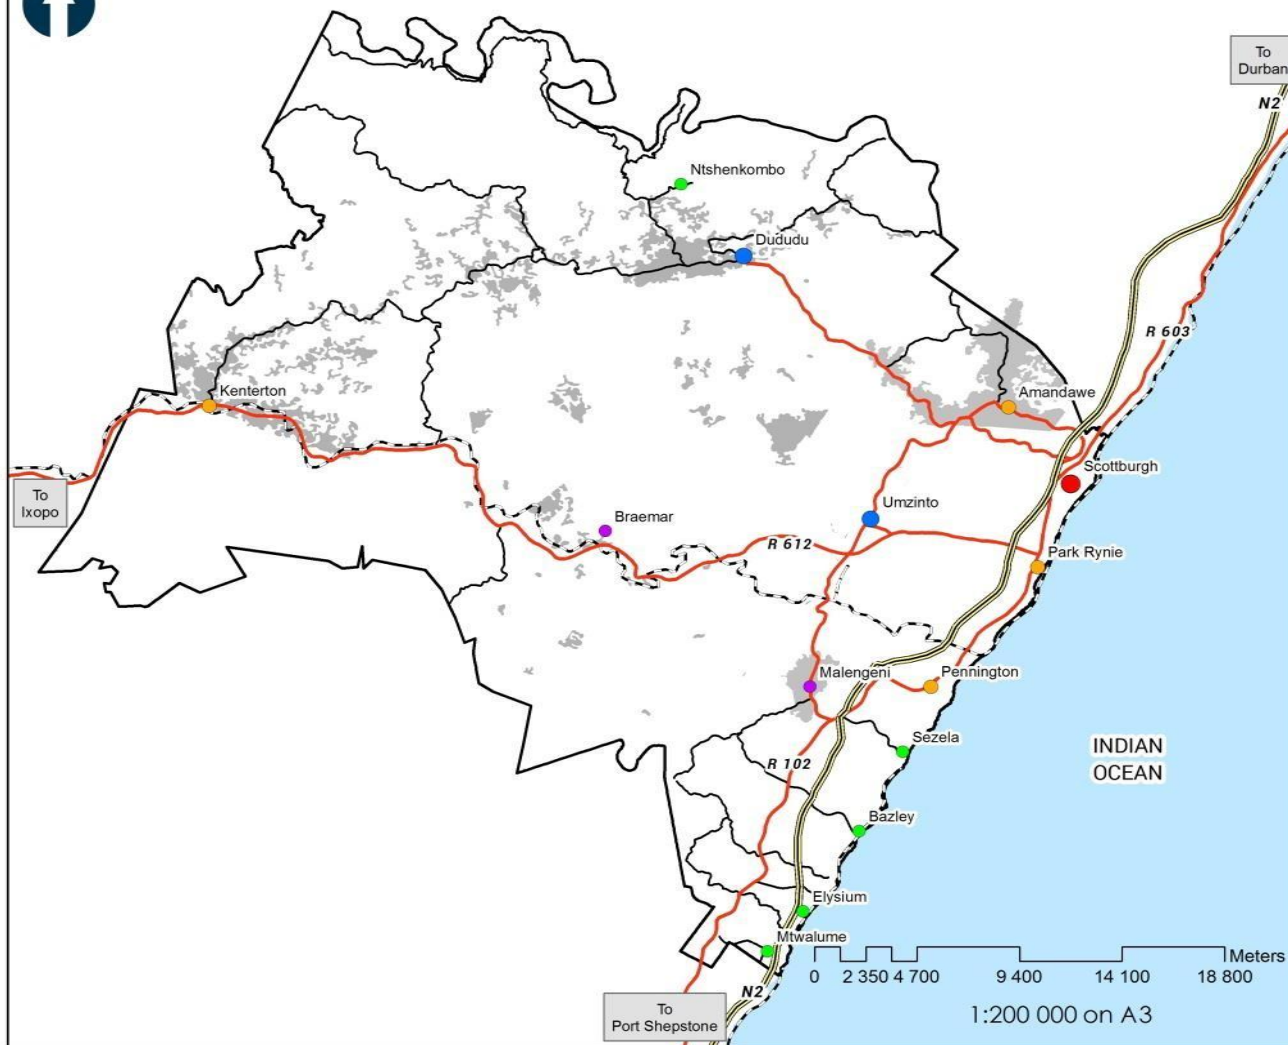 To
Durban
N2
Ntshenkombo
Dududu
R 603
Kenterton
Amandawe
Scottburgh
To
Ixopo
Umzinto
Braemar
R 612
Park Rynie
Malengeni
Pennington
Sezela
INDIAN
OCEAN
R 102
Bazley
Elysium
Mtwalume
Meters
0 2 350 4 700 9 400 14 100 18 800
N2
To
Port Shepstone
1:200 000 on A3